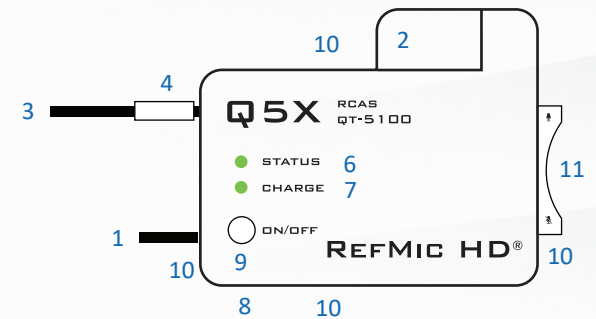 10
2
4
3
Q5X RCAS
QT-5100
STATUS 6
CHARGE 7
11
ON/OFF
1
9
REFMIC HD®
10
10
8
10